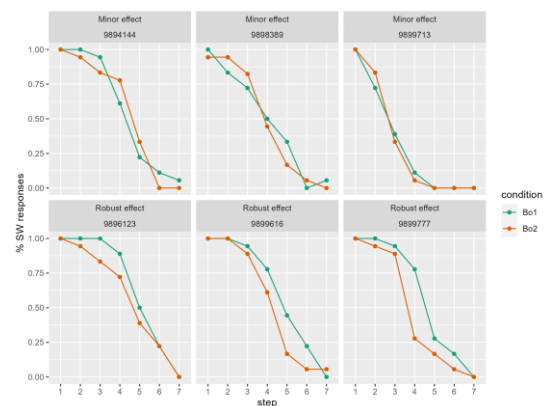 Minor effect
9894144
Minor effect
9898389
Minor effect
9899713
1.00
0.75
0.50
0.25
0.00
Robust effect
9896123
Robust effect
9899616
Robust effect
9899777
1.00
0.75
0.50
0.25
0.00
1 2 3 4 5 6 7
1 2 3 4 5 6 7
1 2 3 4 5 6 7
step
% SW responses
condition
Bo1
Bo2